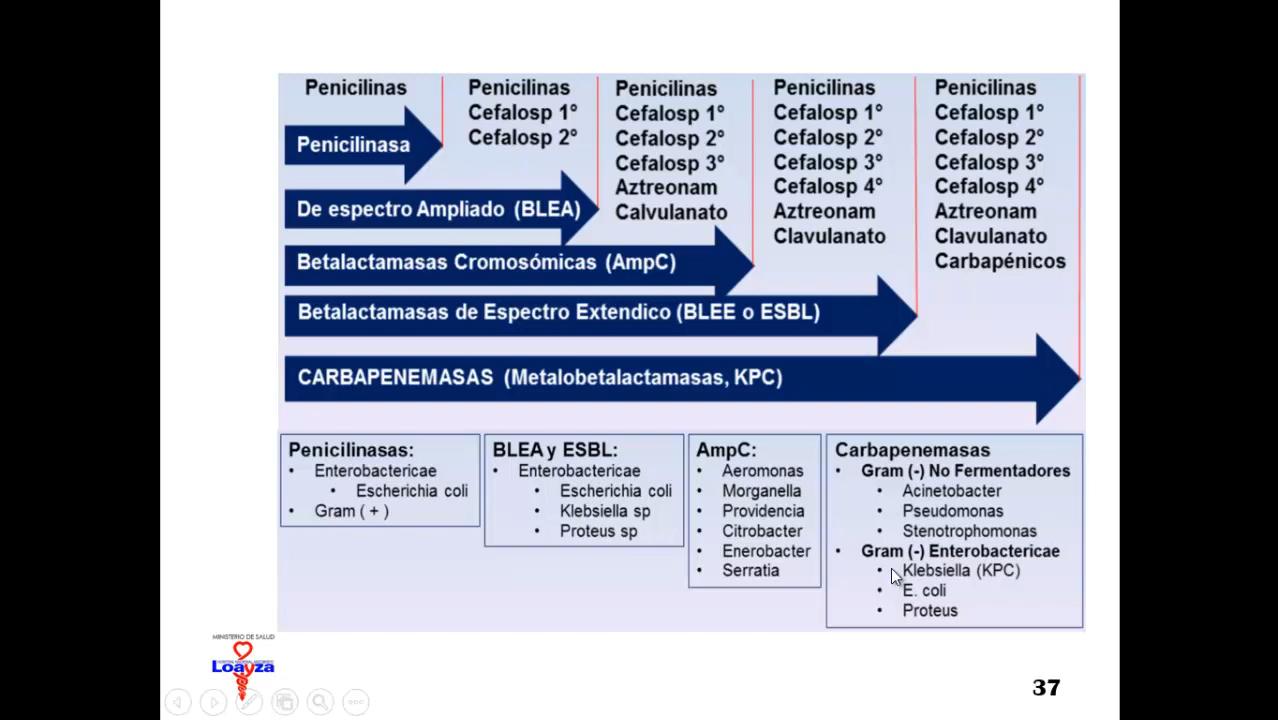 Penicilinas
Penicilinasa
Penicilinas
Cefalosp 1°
Cefalosp 2°
De espectro Ampliado (BLEA)
Penicilinas
Cefalosp 1°
Cefalosp 2°
Cefalosp 3°
Aztreonam
Calvulanato
Betalactamasas Cromosómicas (AmpC)
Penicilinas
Cefalosp 1°
Cefalosp 2°
Cefalosp 3°
Cefalosp 4°
Aztreonam
Clavulanato
Betalactamasas de Espectro Extendico (BLEE o ESBL)
Penicilinas
Cefalosp 1°
Cefalosp 2°
Cefalosp 3°
Cefalosp 4°
Aztreonam
Clavulanato
Carbapénicos
CARBAPENEMASAS (Metalobetalactamasas, KPC)
Penicilinasas:
• Enterobactericae
• Escherichia coli
• Gram ( + )
BLEA y ESBL:
• Enterobactericae
• Escherichia coli
• Klebsiella sp
• Proteus sp
AmpC:
• Aeromonas
• Morganella
• Providencia
• Citrobacter
• Enerobacter
• Serratia
Carbapenemasas
• Gram (-) No Fermentadores
• Acinetobacter
• Pseudomonas
• Stenotrophomonas
• Gram (-) Enterobactericae
• Klebsiella (KPC)
• E. coli
• Proteus
MINISTERIO DE SALUD
Loayza
37